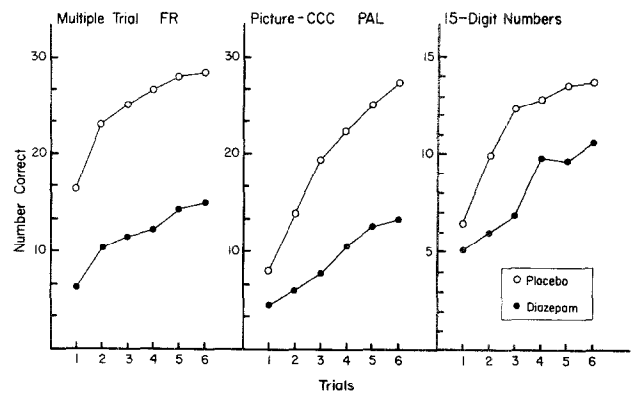 Multiple Trial FR
Picture-CCC PAL
15-Digit Numbers
Number Correct
30
20
10
1 2 3 4 5 6
30
20
10
1 2 3 4 5 6
15
10
5
1 2 3 4 5 6
Placebo
Diazepam
Trials